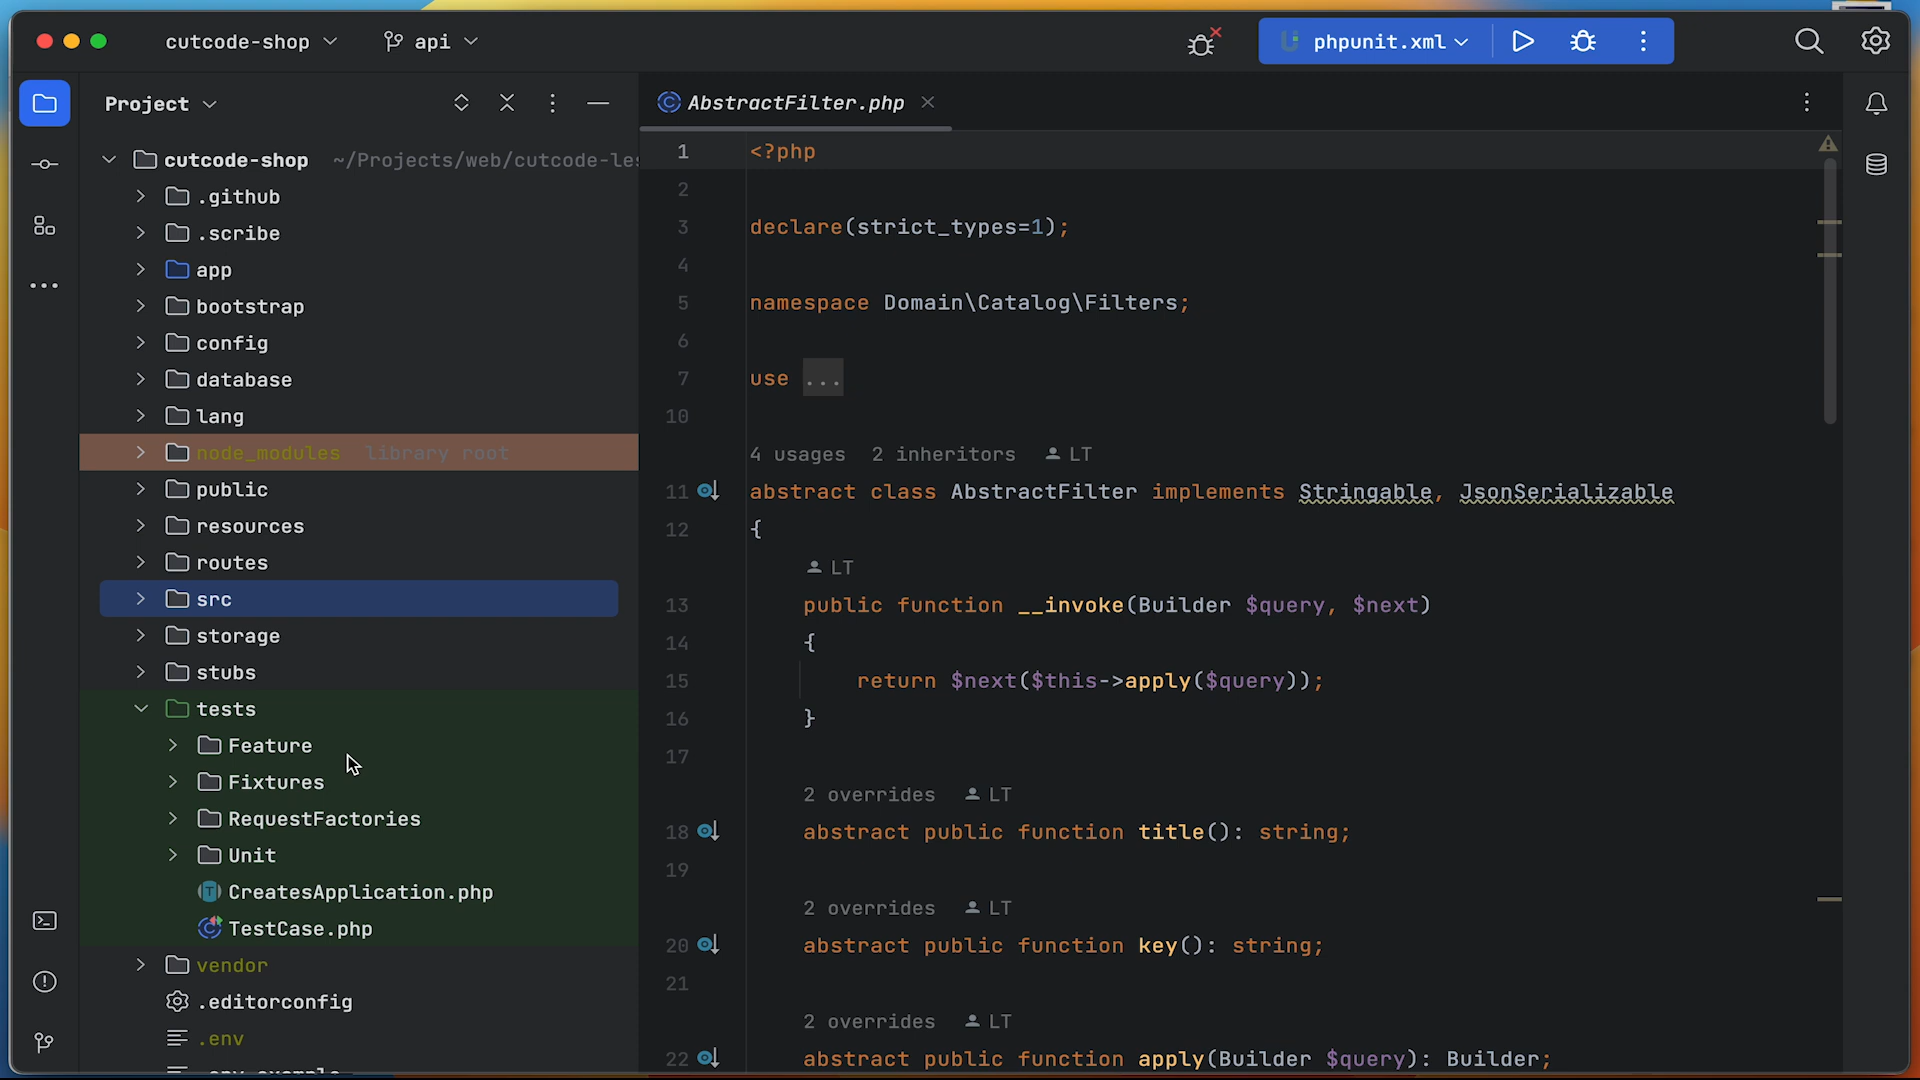 cutcode-shop
api
phpunit.xml
Project
AbstractFilter.php
cutcode-shop ~/Projects/web/cutcode-les
.github
.scribe
app
bootstrap
config
database
lang
node_modules library root
public
resources
routes
src
storage
stubs
tests
Feature
Fixtures
RequestFactories
Unit
CreatesApplication.php
TestCase.php
vendor
.editorconfig
.env
.env.example
1 <?php
2
3 declare(strict_types=1);
4
5 namespace Domain\Catalog\Filters;
6
7 use ...
10
4 usages 2 inheritors LT
11 abstract class AbstractFilter implements Stringable, JsonSerializable
12 {
LT
13 public function __invoke(Builder $query, $next)
14 {
15 return $next($this->apply($query));
16 }
17
2 overrides LT
18 abstract public function title(): string;
19
2 overrides LT
20 abstract public function key(): string;
21
2 overrides LT
22 abstract public function apply(Builder $query): Builder;